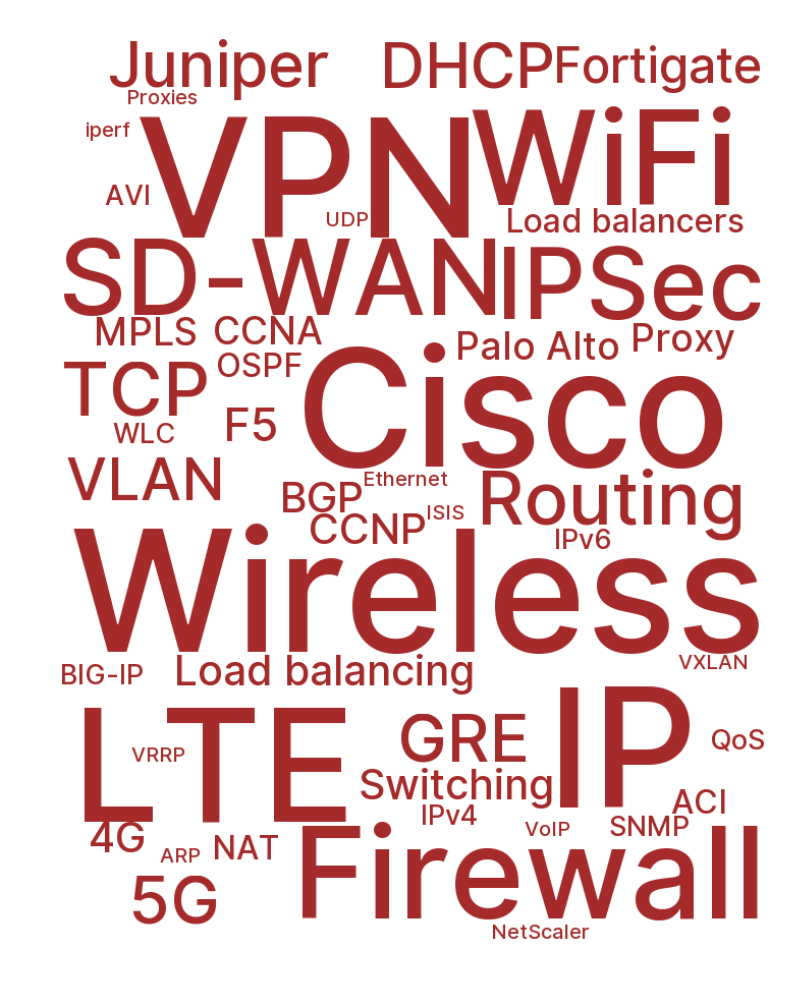 Juniper DHCP Fortigate
Proxies
iperf VPN WiFi
AVI UDP Load balancers
SD-WAN IPSec
MPLS CCNA Palo Alto Proxy
TCP OSPF Cisco
WLC F5
VLAN BGP Ethernet Routing
CCNP ISIS IPv6
Wireless
BIG-IP Load balancing VXLAN
LTE VRRP GRE IP QoS
Switching
4G IPv4 VoIP SNMP ACI
ARP NAT Firewall
5G
NetScaler